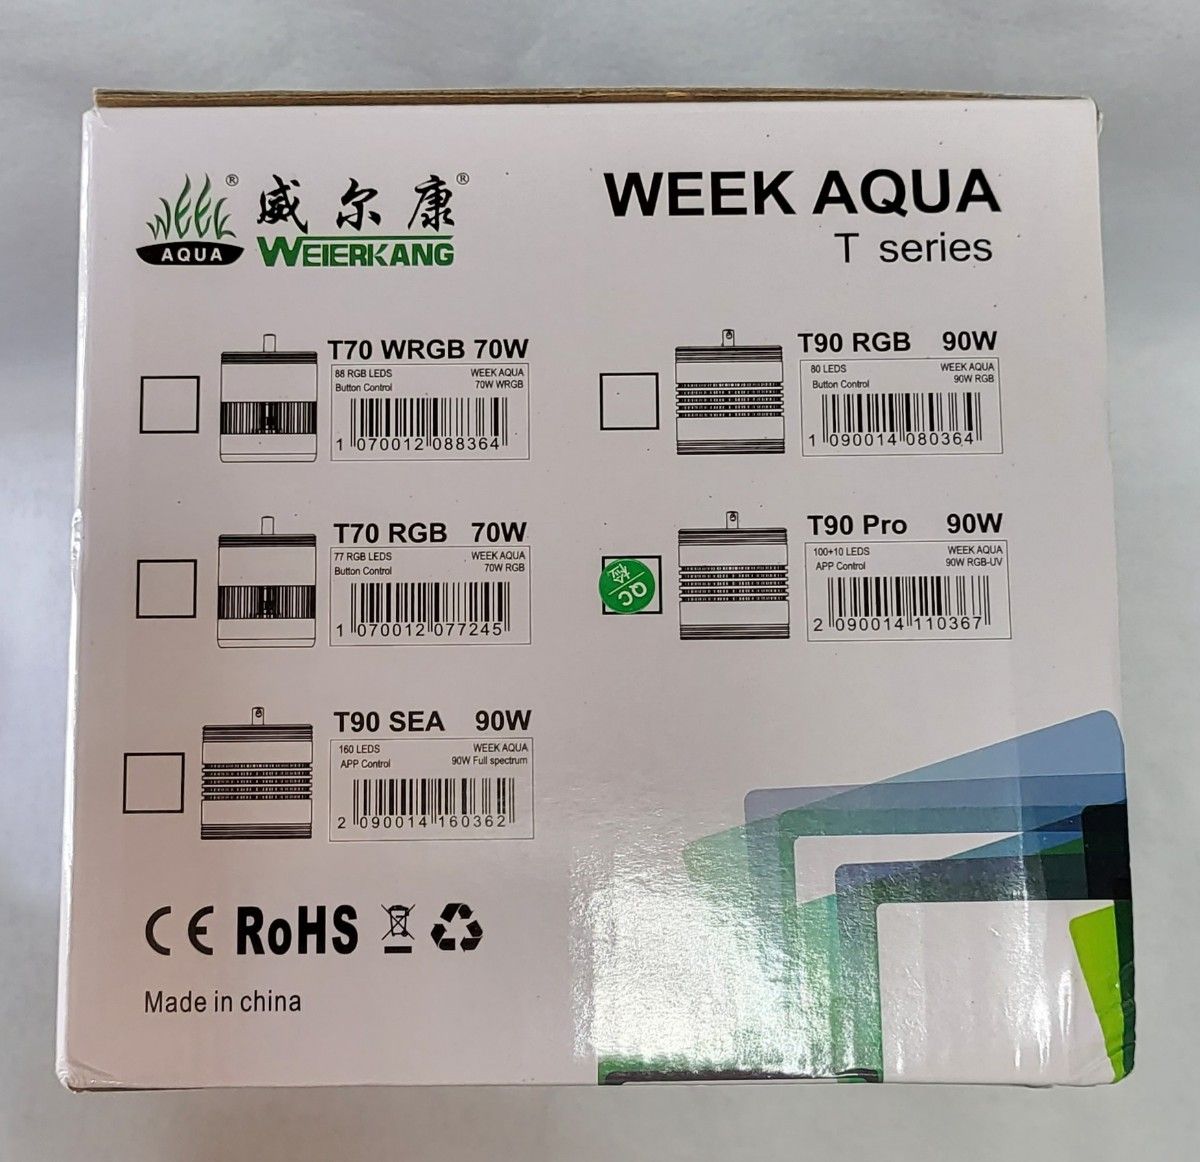 WEEK ®
AQUA
威尔康®
WEIERKANG
WEEK AQUA
T series
T70 WRGB 70W
88 RGB LEDS WEEK AQUA
Button Control 70W WRGB
1 070012 088364
T90 RGB 90W
80 LEDS WEEK AQUA
Button Control 90W RGB
1 090014 080364
T70 RGB 70W
77 RGB LEDS WEEK AQUA
Button Control 70W RGB
1 070012 077245
T90 Pro 90W
100+10 LEDS WEEK AQUA
APP Control 90W RGB-UV
2 090014 110367
QC
检
T90 SEA 90W
160 LEDS WEEK AQUA
APP Control 90W Full spectrum
2 090014 160362
CE RoHS
Made in china